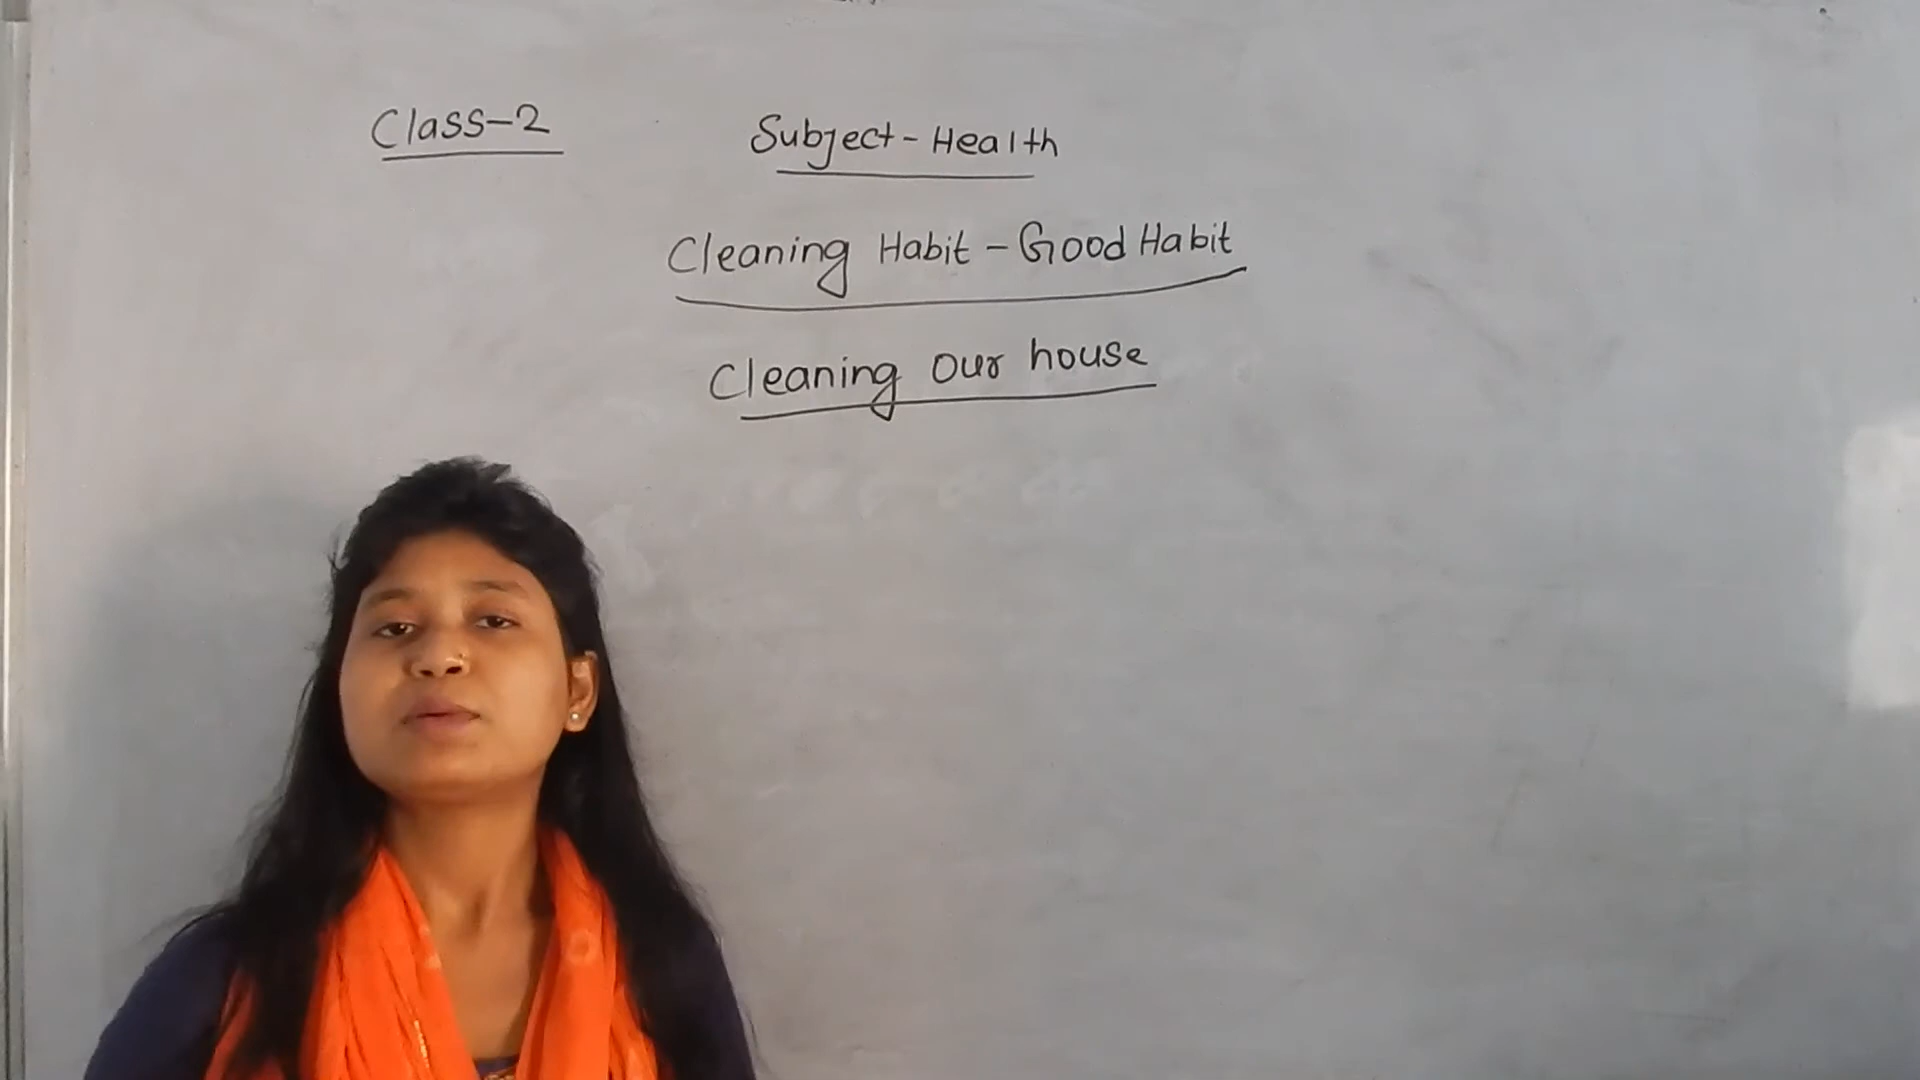 Class-2
Subject-Health
Cleaning Habit - Good Habit
Cleaning Our house